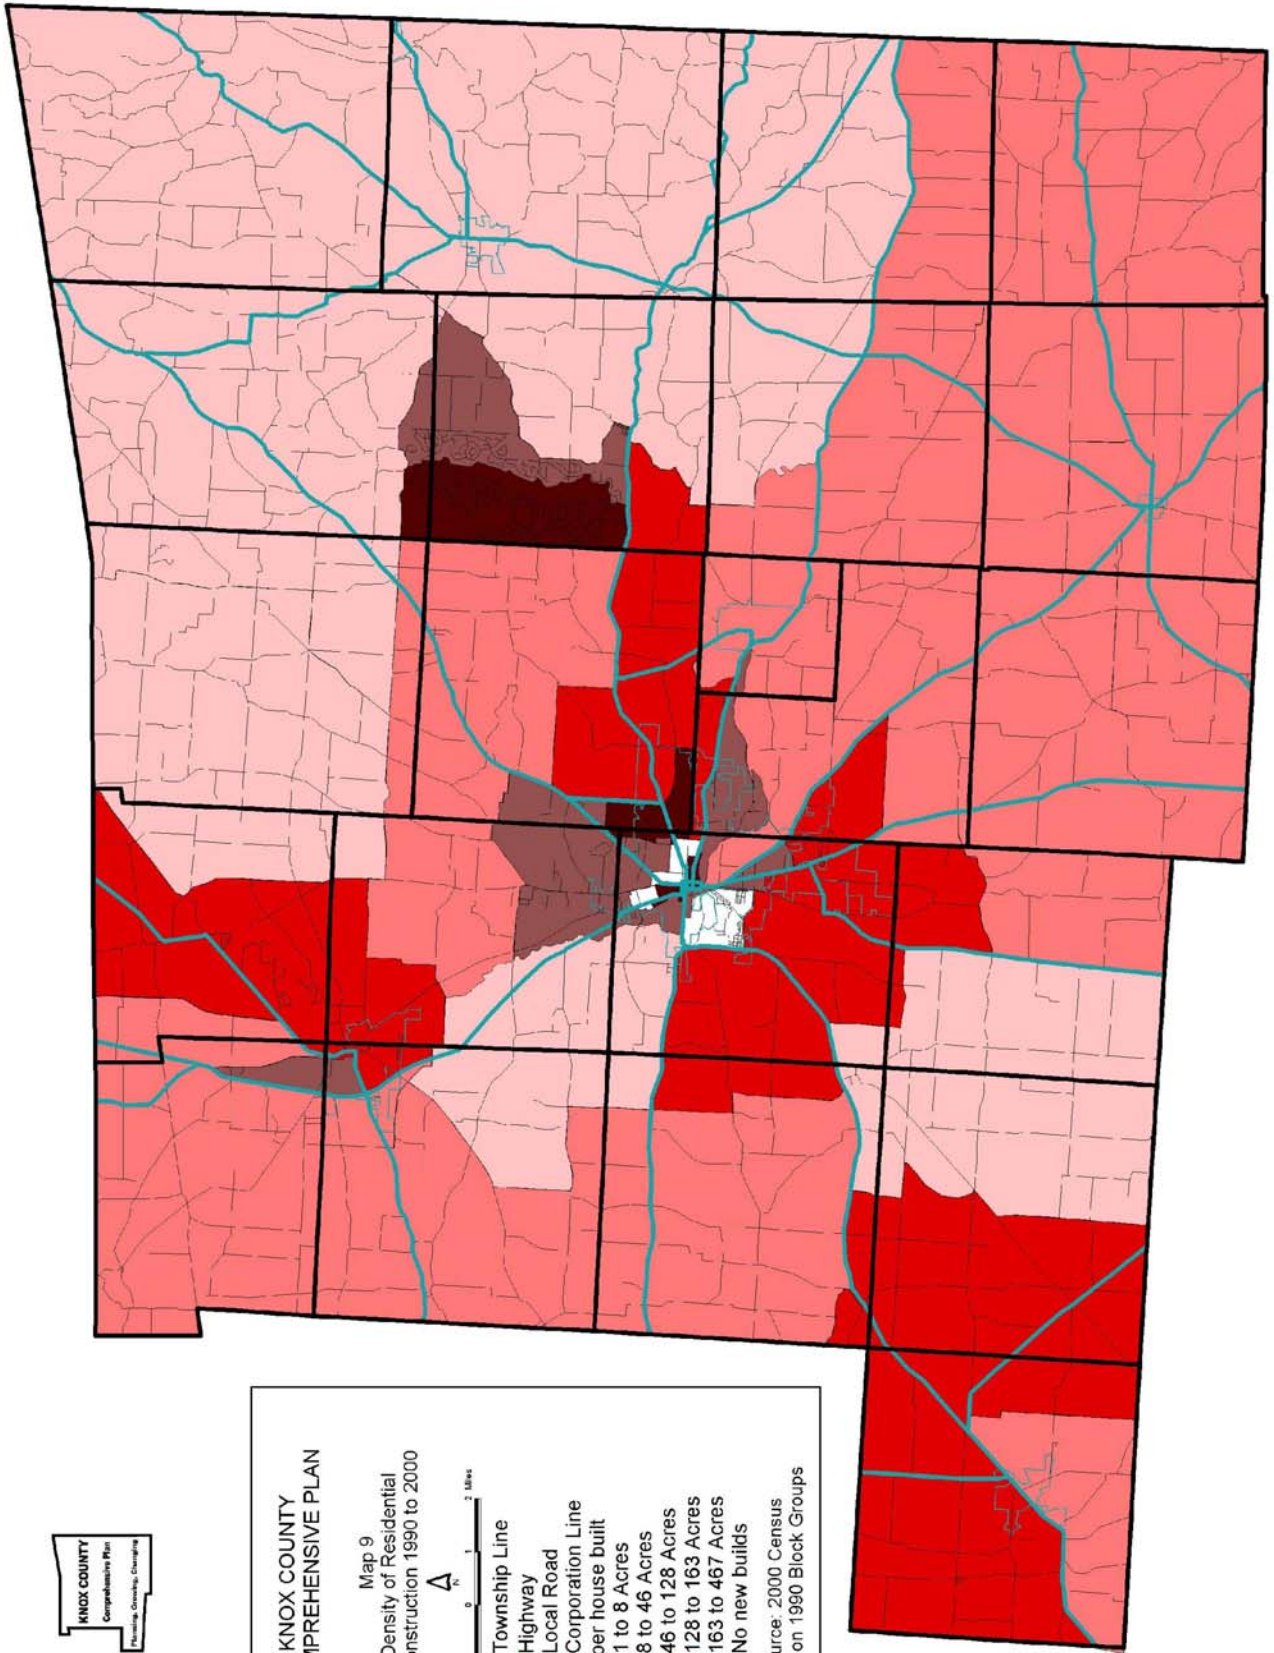 KNOX COUNTY
Comprehensive Plan
Planning, Growing, Changing
KNOX COUNTY
MPREHENSIVE PLAN
Map 9
Density of Residential
onstruction 1990 to 2000
N
0 1 2 Miles
Township Line
Highway
Local Road
Corporation Line
per house built
1 to 8 Acres
8 to 46 Acres
46 to 128 Acres
128 to 163 Acres
163 to 467 Acres
No new builds
urce: 2000 Census
on 1990 Block Groups